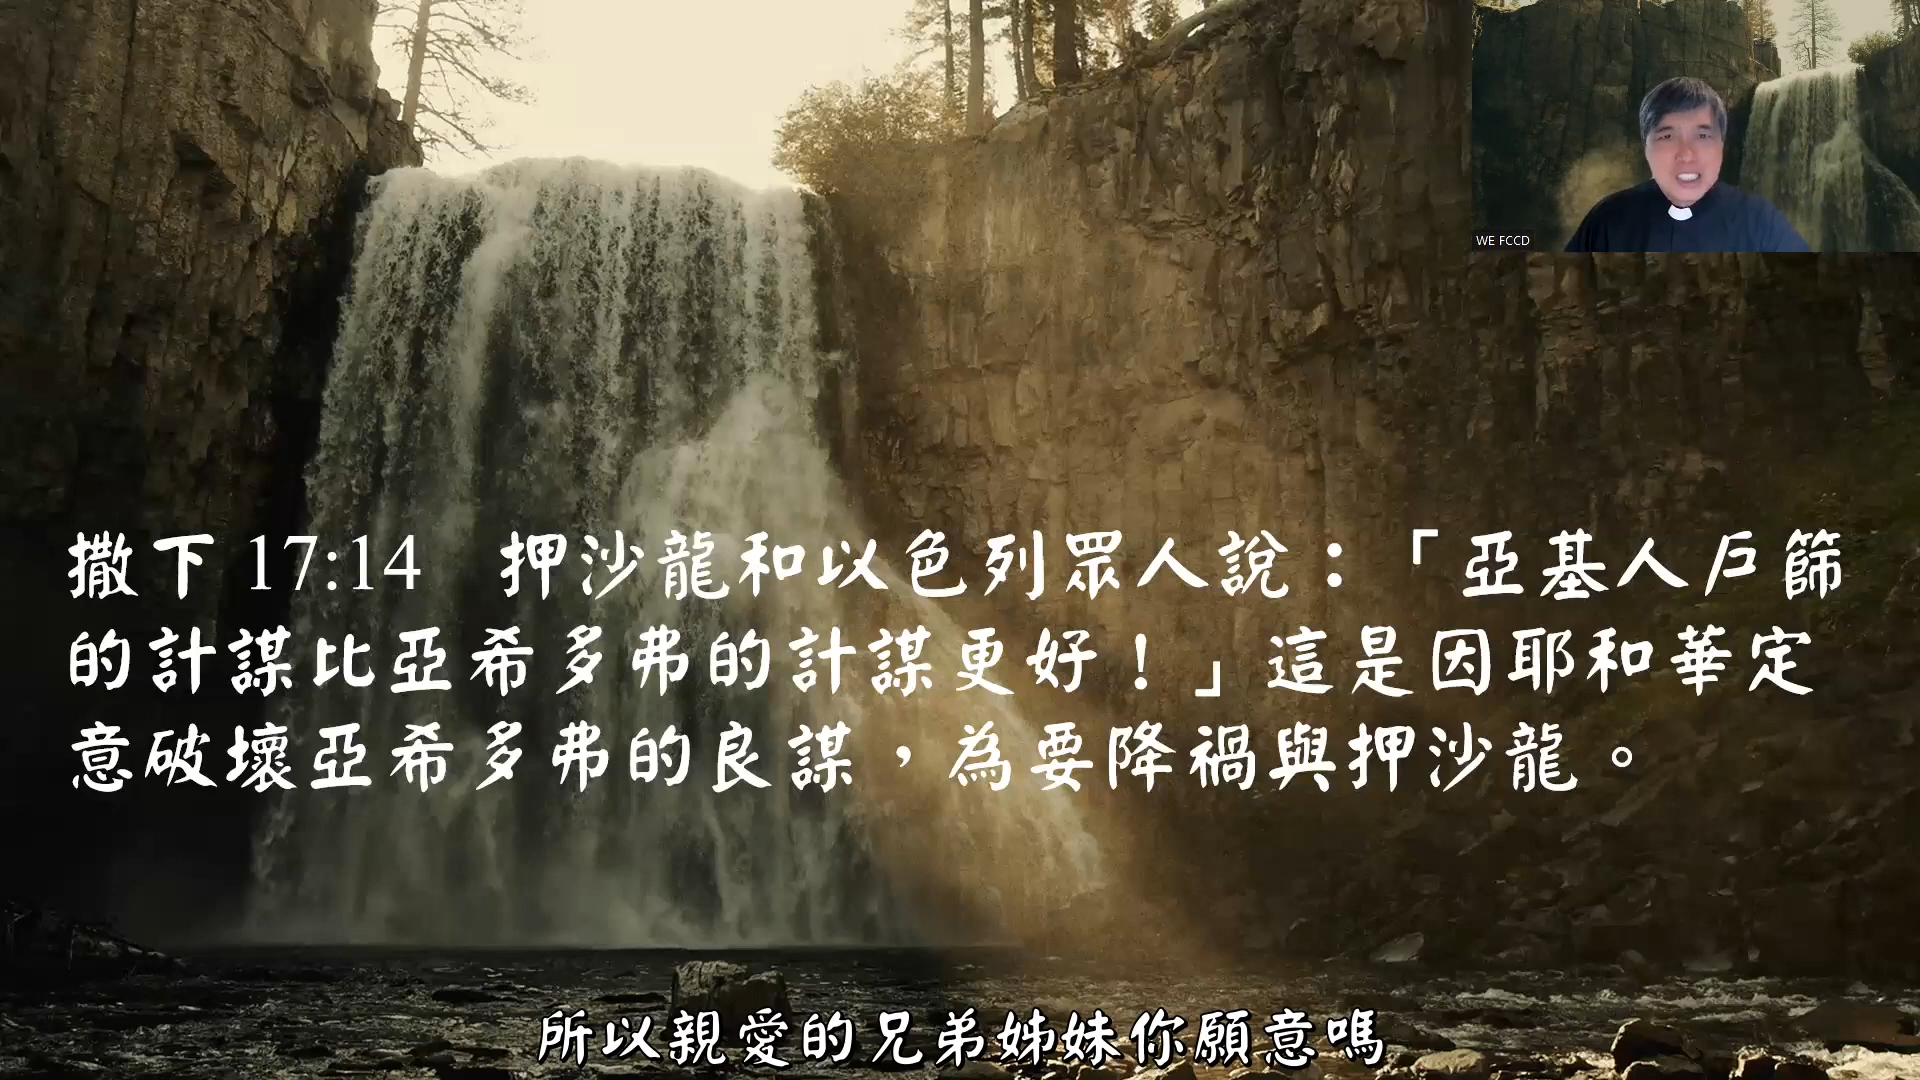 WE FCCD
撒下 17:14 押沙龍和以色列眾人說：「亞基人戶篩
的計謀比亞希多弗的計謀更好！」這是因耶和華定
意破壞亞希多弗的良謀，為要降禍與押沙龍。
所以親愛的兄弟姊妹你願意嗎